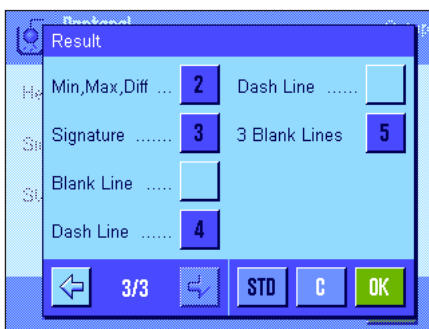 Result
Min,Max,Diff ... 2
Dash Line ......
Signature ....... 3
3 Blank Lines 5
Blank Line .....
Dash Line ...... 4
3/3
STD
C
OK